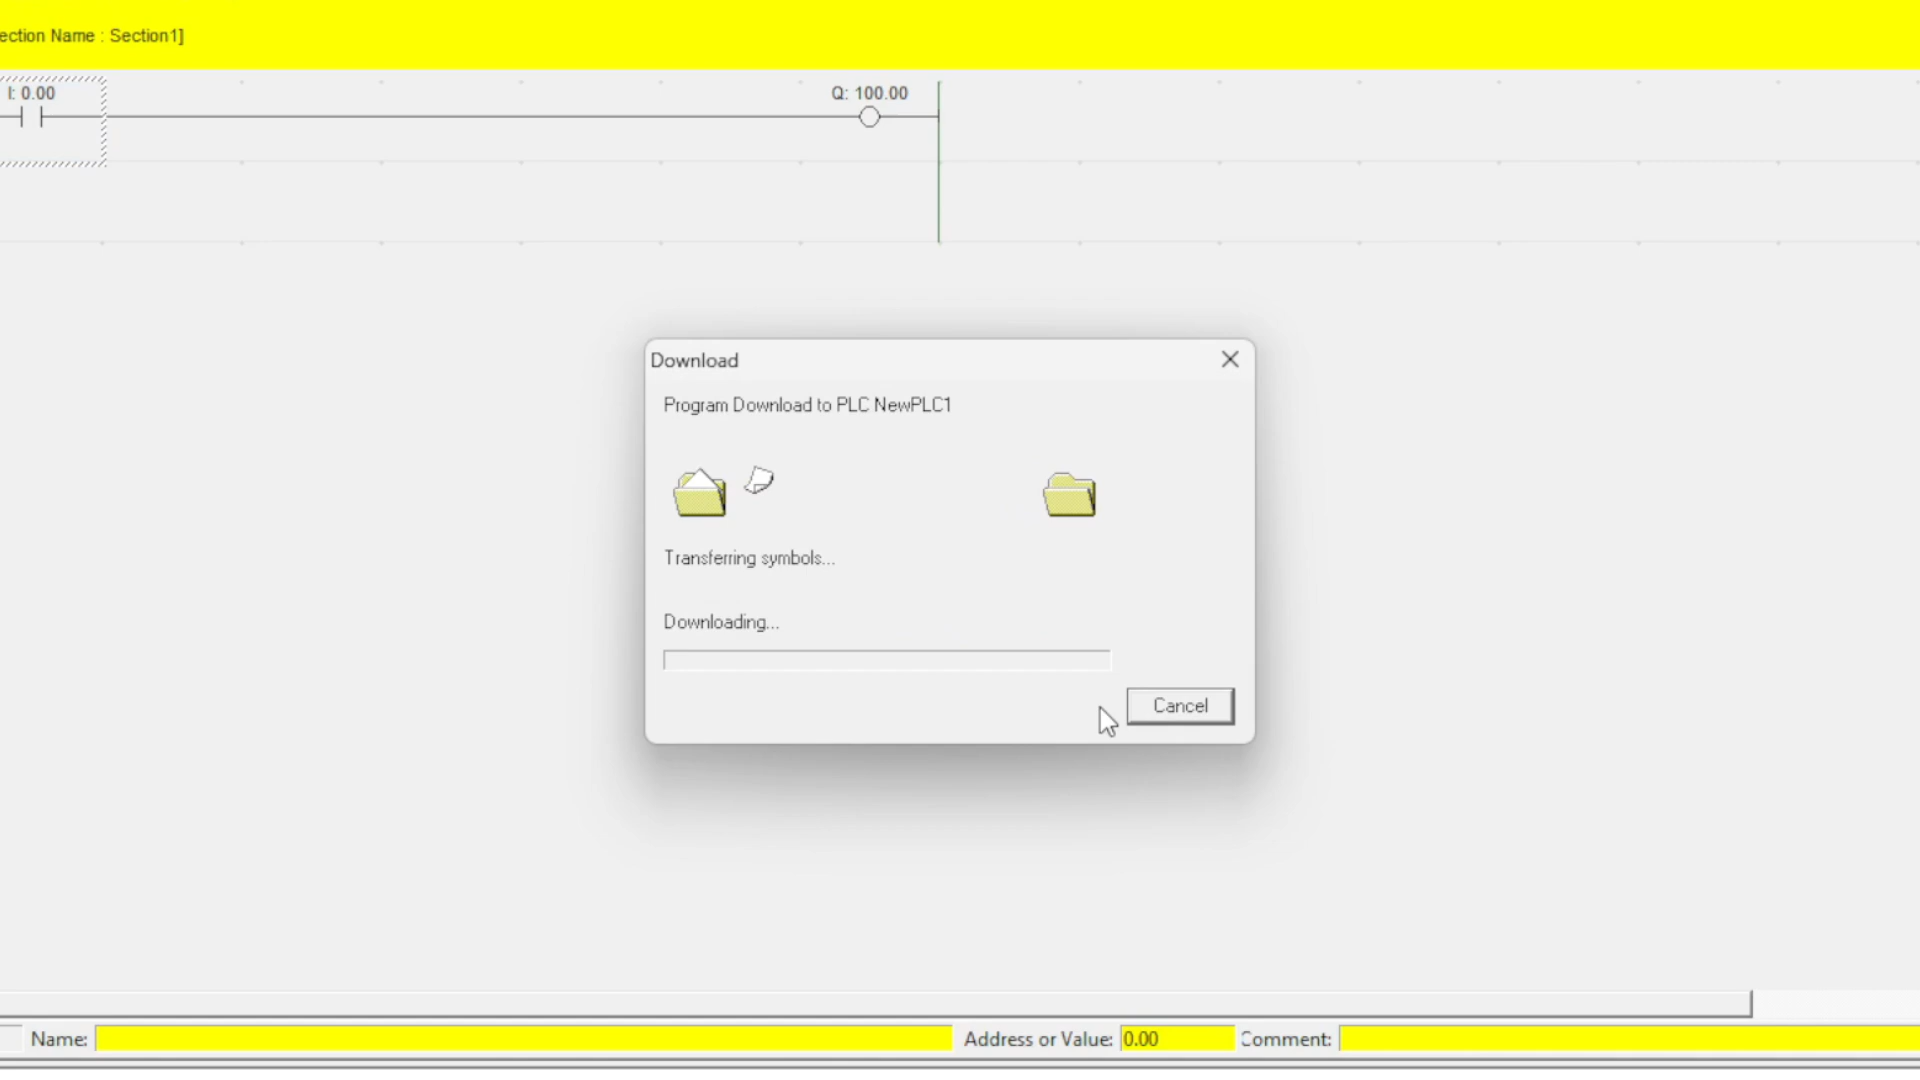 ection Name : Section1]
I: 0.00
Q: 100.00
Download
Program Download to PLC NewPLC1
Transferring symbols...
Downloading...
Cancel
Name:
Address or Value: 0.00
Comment: